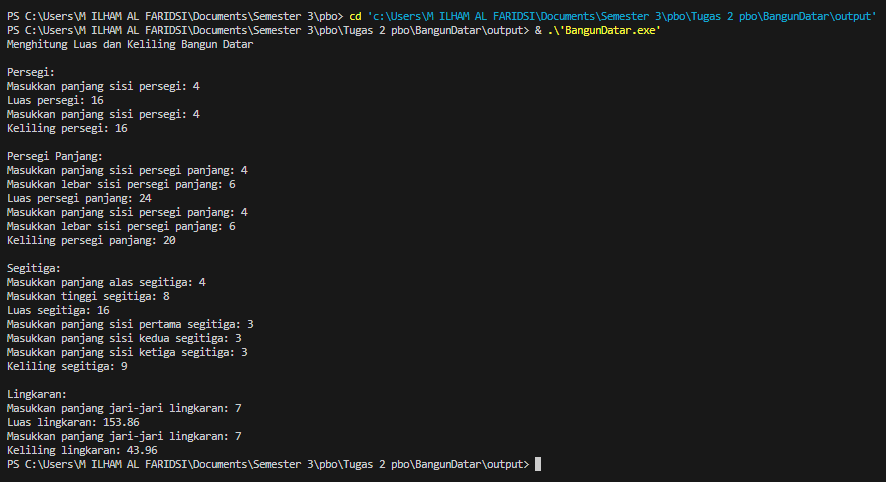 PS C:\Users\M ILHAM AL FARIDSI\Documents\Semester 3\pbo> cd 'c:\Users\M ILHAM AL FARIDSI\Documents\Semester 3\pbo\Tugas 2 pbo\BangunDatar\output'
PS C:\Users\M ILHAM AL FARIDSI\Documents\Semester 3\pbo\Tugas 2 pbo\BangunDatar\output> & .\'BangunDatar.exe'
Menghitung Luas dan Keliling Bangun Datar

Persegi:
Masukkan panjang sisi persegi: 4
Luas persegi: 16
Masukkan panjang sisi persegi: 4
Keliling persegi: 16

Persegi Panjang:
Masukkan panjang sisi persegi panjang: 4
Masukkan lebar sisi persegi panjang: 6
Luas persegi panjang: 24
Masukkan panjang sisi persegi panjang: 4
Masukkan lebar sisi persegi panjang: 6
Keliling persegi panjang: 20

Segitiga:
Masukkan panjang alas segitiga: 4
Masukkan tinggi segitiga: 8
Luas segitiga: 16
Masukkan panjang sisi pertama segitiga: 3
Masukkan panjang sisi kedua segitiga: 3
Masukkan panjang sisi ketiga segitiga: 3
Keliling segitiga: 9

Lingkaran:
Masukkan panjang jari-jari lingkaran: 7
Luas lingkaran: 153.86
Masukkan panjang jari-jari lingkaran: 7
Keliling lingkaran: 43.96
PS C:\Users\M ILHAM AL FARIDSI\Documents\Semester 3\pbo\Tugas 2 pbo\BangunDatar\output>